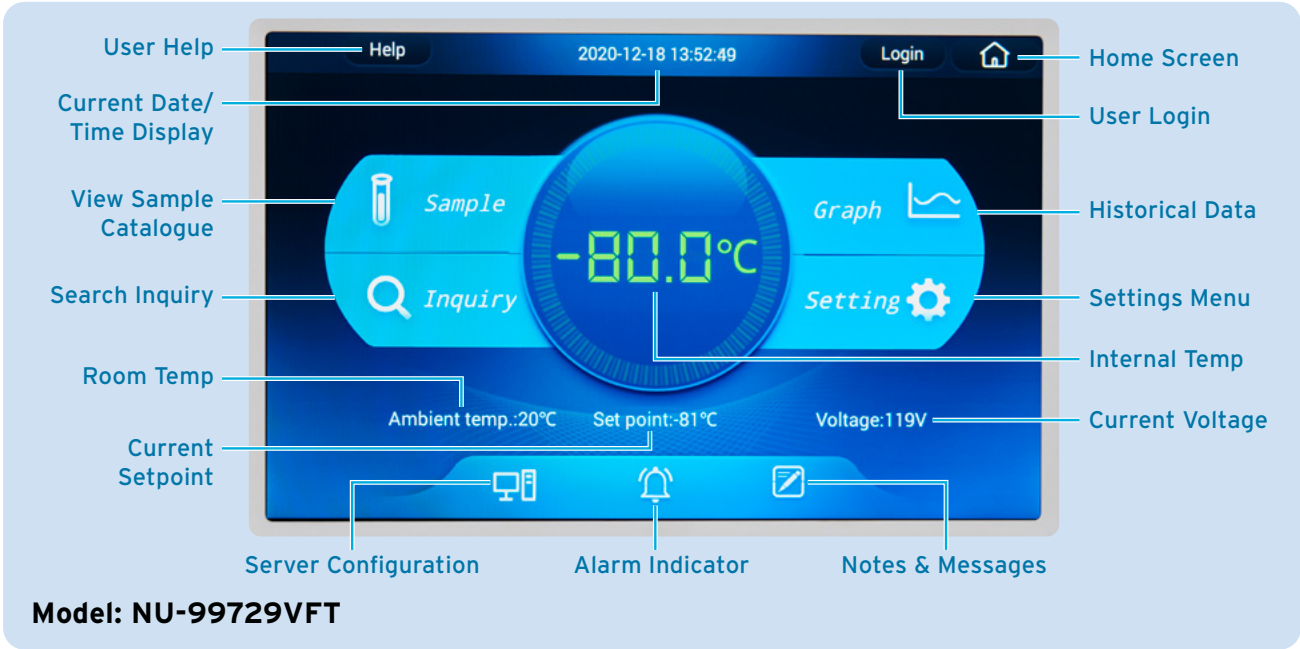 User Help
Help
2020-12-18 13:52:49
Login
Home Screen
Current Date/
Time Display
User Login
View Sample
Catalogue
Sample
Graph
Historical Data
-80.0°C
Search Inquiry
Inquiry
Setting
Settings Menu
Internal Temp
Room Temp
Ambient temp.:20℃
Set point:-81℃
Voltage:119V
Current Voltage
Current
Setpoint
Server Configuration
Alarm Indicator
Notes & Messages
Model: NU-99729VFT